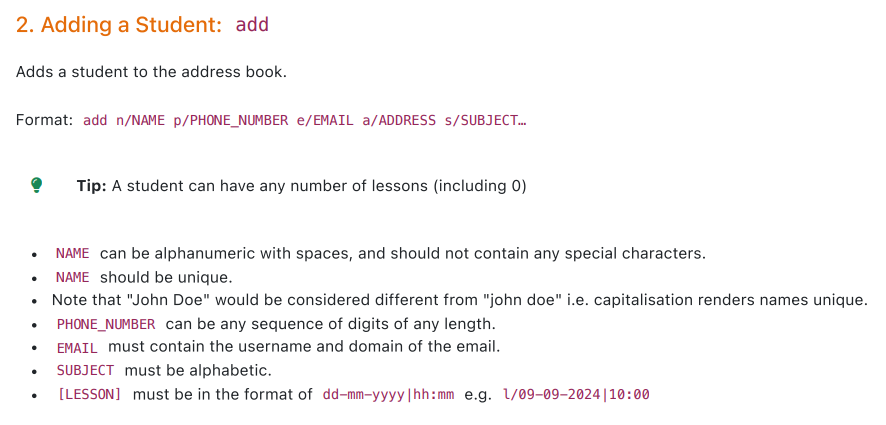 2. Adding a Student: add
Adds a student to the address book.
Format: add n/NAME p/PHONE_NUMBER e/EMAIL a/ADDRESS s/SUBJECT…
Tip: A student can have any number of lessons (including 0)
• NAME can be alphanumeric with spaces, and should not contain any special characters.
• NAME should be unique.
• Note that "John Doe" would be considered different from "john doe" i.e. capitalisation renders names unique.
• PHONE_NUMBER can be any sequence of digits of any length.
• EMAIL must contain the username and domain of the email.
• SUBJECT must be alphabetic.
• [LESSON] must be in the format of dd-mm-yyyy|hh:mm e.g. l/09-09-2024|10:00